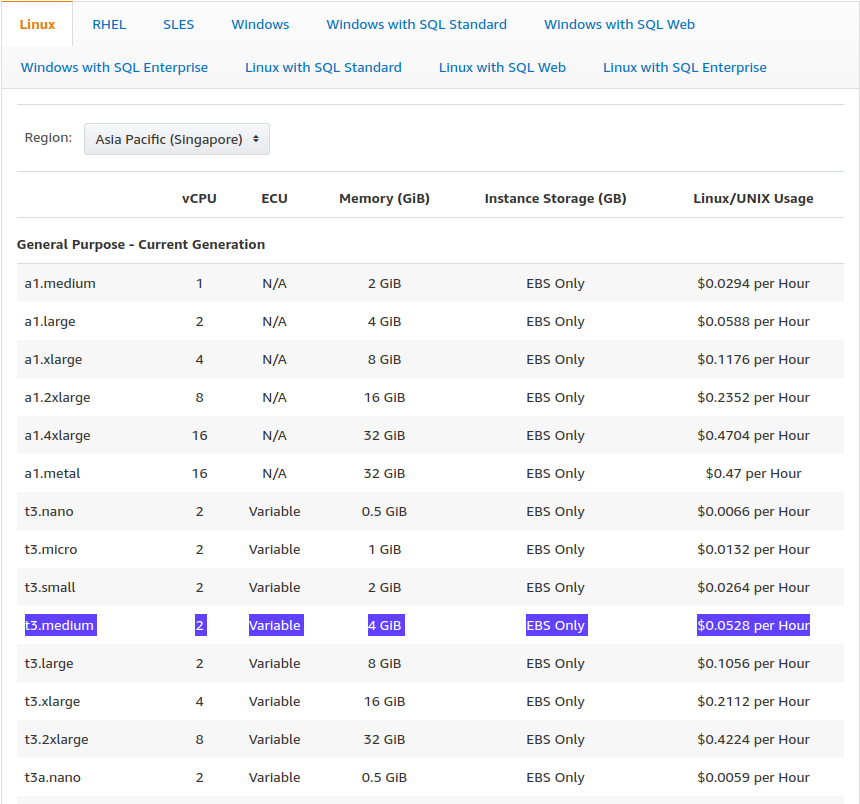 Linux RHEL SLES Windows Windows with SQL Standard Windows with SQL Web
Windows with SQL Enterprise Linux with SQL Standard Linux with SQL Web Linux with SQL Enterprise
Region: Asia Pacific (Singapore)
vCPU ECU Memory (GiB) Instance Storage (GB) Linux/UNIX Usage
General Purpose - Current Generation
a1.medium 1 N/A 2 GiB EBS Only $0.0294 per Hour
a1.large 2 N/A 4 GiB EBS Only $0.0588 per Hour
a1.xlarge 4 N/A 8 GiB EBS Only $0.1176 per Hour
a1.2xlarge 8 N/A 16 GiB EBS Only $0.2352 per Hour
a1.4xlarge 16 N/A 32 GiB EBS Only $0.4704 per Hour
a1.metal 16 N/A 32 GiB EBS Only $0.47 per Hour
t3.nano 2 Variable 0.5 GiB EBS Only $0.0066 per Hour
t3.micro 2 Variable 1 GiB EBS Only $0.0132 per Hour
t3.small 2 Variable 2 GiB EBS Only $0.0264 per Hour
t3.medium 2 Variable 4 GiB EBS Only $0.0528 per Hour
t3.large 2 Variable 8 GiB EBS Only $0.1056 per Hour
t3.xlarge 4 Variable 16 GiB EBS Only $0.2112 per Hour
t3.2xlarge 8 Variable 32 GiB EBS Only $0.4224 per Hour
t3a.nano 2 Variable 0.5 GiB EBS Only $0.0059 per Hour